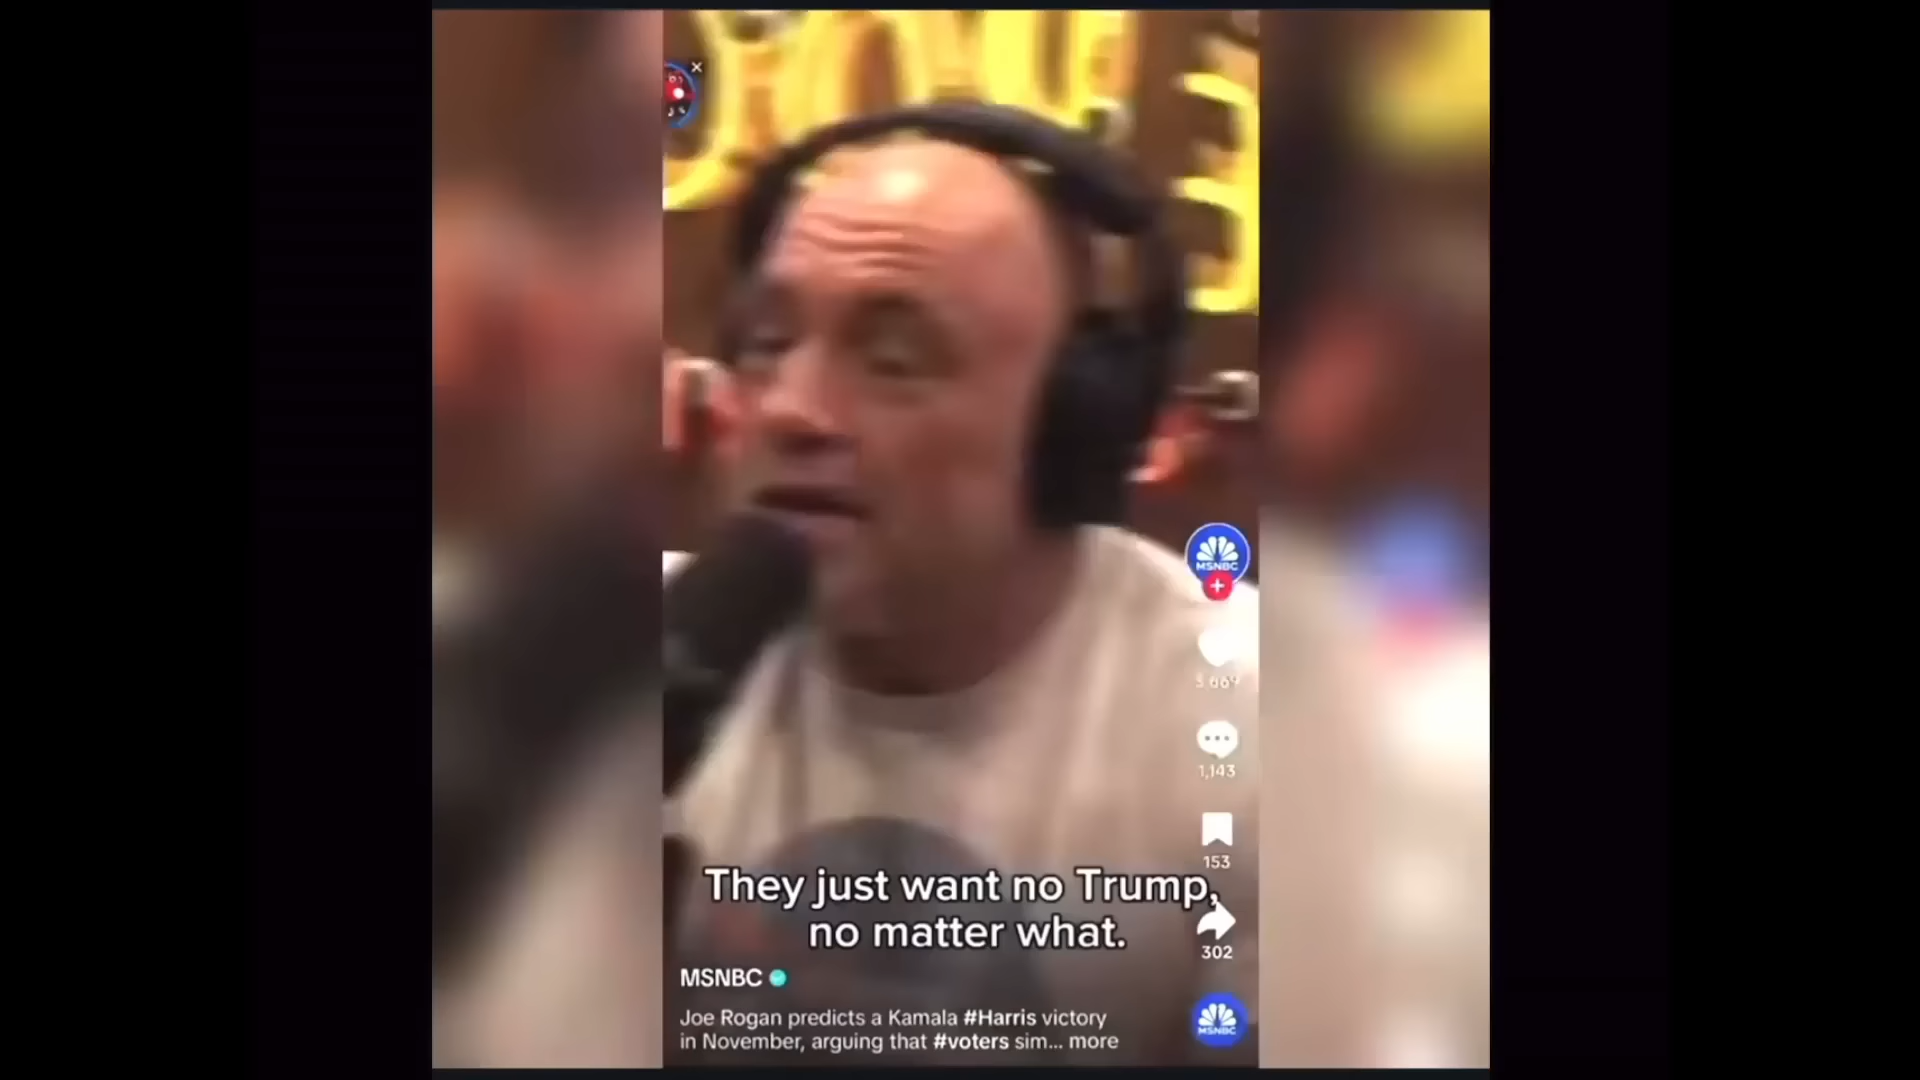 MSNBC
1,143
153
They just want no Trump,
no matter what.
302
MSNBC
Joe Rogan predicts a Kamala #Harris victory
in November, arguing that #voters sim... more
MSNBC